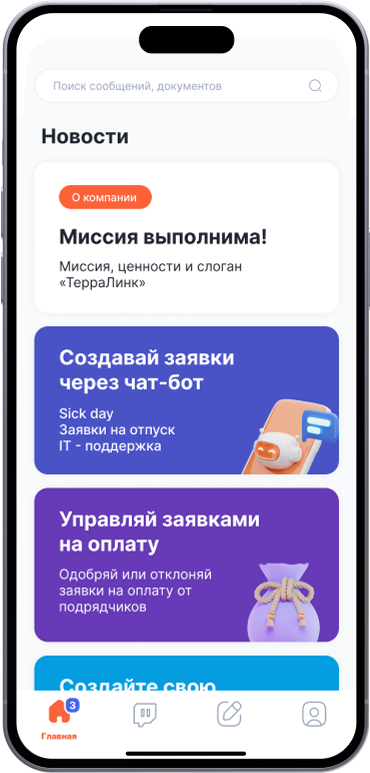 Поиск сообщений, документов
Новости
О компании
Миссия выполнима!
Миссия, ценности и слоган
«ТерраЛинк»
Создавай заявки
через чат-бот
Sick day
Заявки на отпуск
IT - поддержка
Управляй заявками
на оплату
Одобряй или отклоняй
заявки на оплату от
подрядчиков
Создайте свою
3
Главная